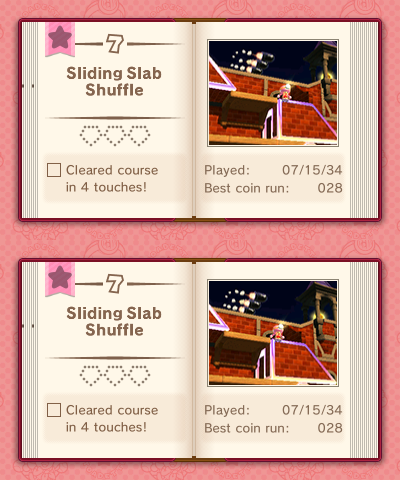 7
Sliding Slab
Shuffle
Cleared course
in 4 touches!
Played: 07/15/34
Best coin run: 028
7
Sliding Slab
Shuffle
Cleared course
in 4 touches!
Played: 07/15/34
Best coin run: 028